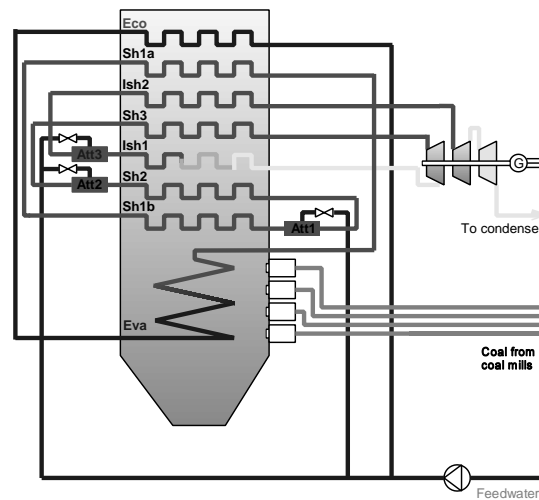 Eco
Sh1a
Ish2
Sh3
Ish1
Att3
Sh2
Att2
Sh1b
Att1
G
To condense
Eva
Coal from
coal mills
Feedwater